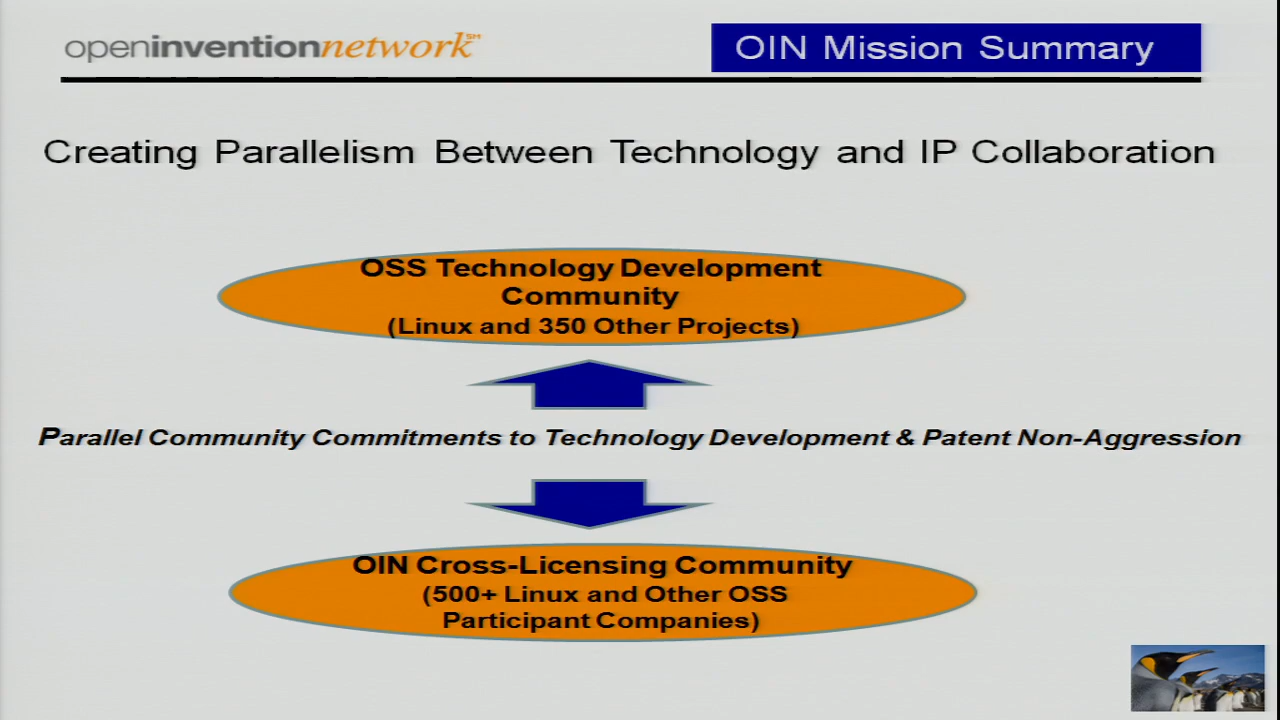 openinventionnetwork℠
OIN Mission Summary
Creating Parallelism Between Technology and IP Collaboration
OSS Technology Development
Community
(Linux and 350 Other Projects)
Parallel Community Commitments to Technology Development & Patent Non-Aggression
OIN Cross-Licensing Community
(500+ Linux and Other OSS
Participant Companies)